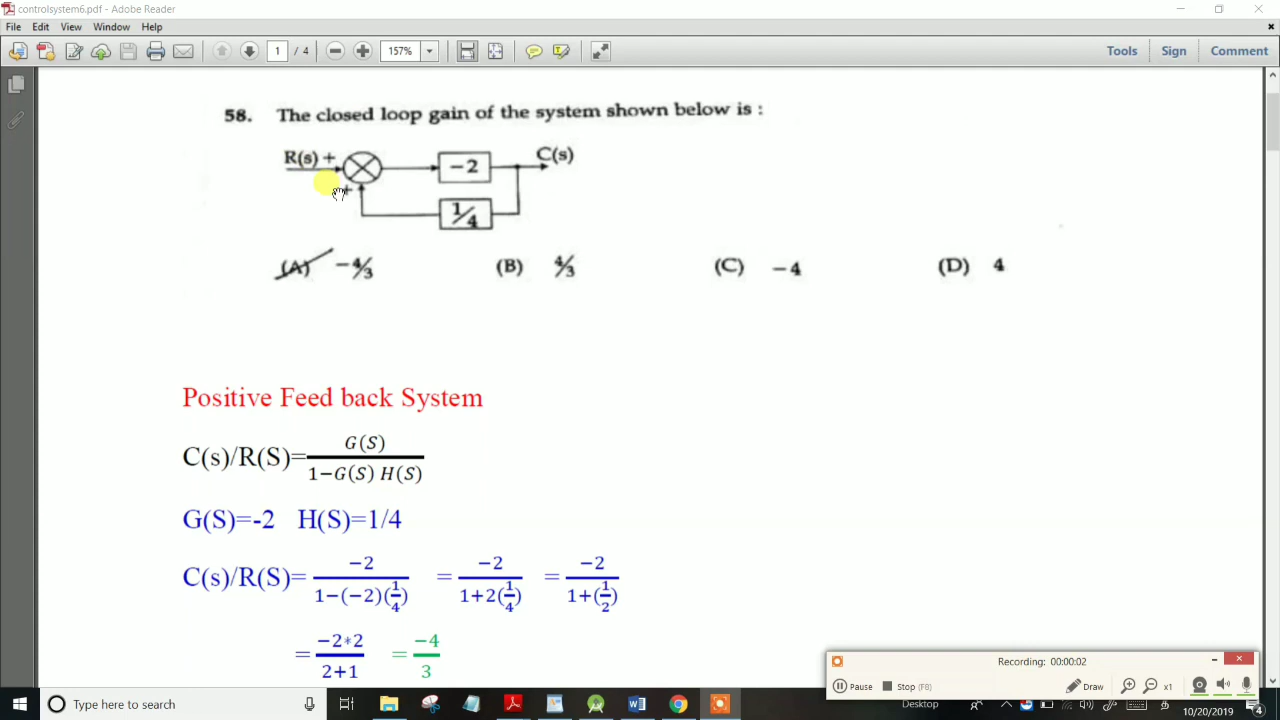 controlsystem6.pdf - Adobe Reader
File Edit View Window Help
1 / 4 157% Tools Sign Comment
58. The closed loop gain of the system shown below is :
R(s) + C(s)
-2
+
1/4
(A) -4/3 (B) 4/3 (C) -4 (D) 4
Positive Feed back System
C(s)/R(S)= G(S) / 1−G(S) H(S)
G(S)=-2 H(S)=1/4
C(s)/R(S)= −2 / 1−(−2)(1/4) = −2 / 1+2(1/4) = −2 / 1+(1/2)
= −2*2 / 2+1 = −4 / 3
Recording: 00:00:02
Pause Stop (F8) Draw x1
Type here to search Desktop 10/20/2019